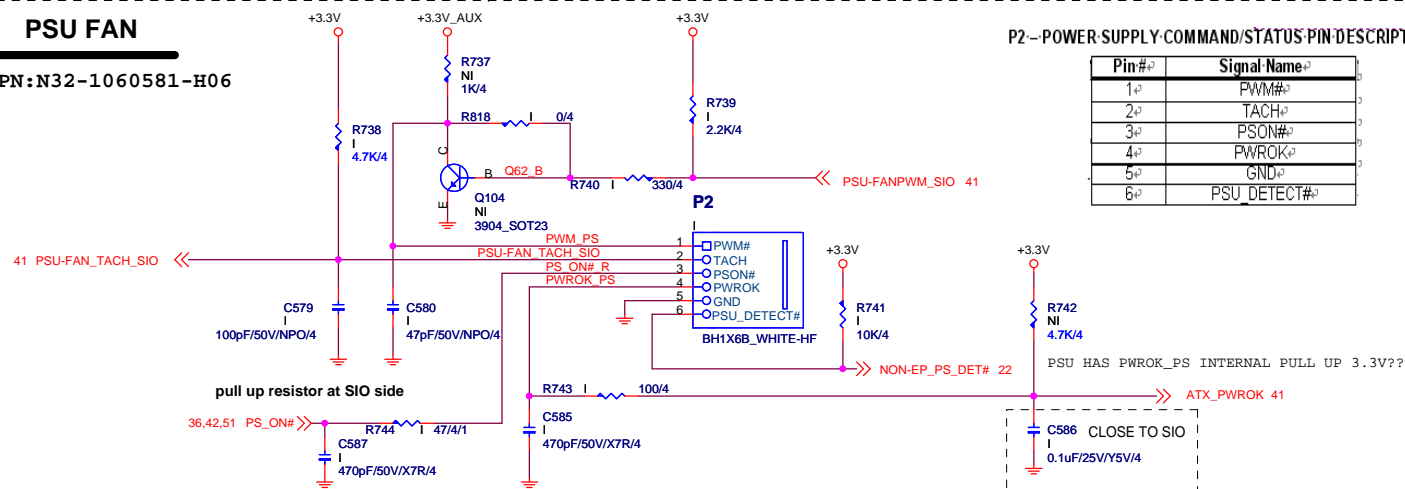 PSU FAN
PN:N32-1060581-H06
+3.3V
+3.3V_AUX
+3.3V
P2 – POWER SUPPLY COMMAND/STATUS PIN DESCRIPT
Pin # Signal Name
1 PWM#
2 TACH
3 PSON#
4 PWROK
5 GND
6 PSU_DETECT#
R737
NI
1K/4
R818 I 0/4
R739
I
2.2K/4
R738
I
4.7K/4
C
B
E
Q62_B
R740 I 330/4
PSU-FANPWM_SIO 41
Q104
NI
3904_SOT23
P2
I
PWM_PS
PSU-FAN_TACH_SIO
PS_ON#_R
PWROK_PS
1 PWM#
2 TACH
3 PSON#
4 PWROK
5 GND
6 PSU_DETECT#
BH1X6B_WHITE-HF
41 PSU-FAN_TACH_SIO
+3.3V
+3.3V
C579
I
100pF/50V/NPO/4
C580
I
47pF/50V/NPO/4
R741
I
10K/4
R742
NI
4.7K/4
NON-EP_PS_DET# 22
PSU HAS PWROK_PS INTERNAL PULL UP 3.3V??
pull up resistor at SIO side
R743 I 100/4
ATX_PWROK 41
36,42,51 PS_ON#
R744 I 47/4/1
C585
I
470pF/50V/X7R/4
C587
I
470pF/50V/X7R/4
C586
I
0.1uF/25V/Y5V/4
CLOSE TO SIO